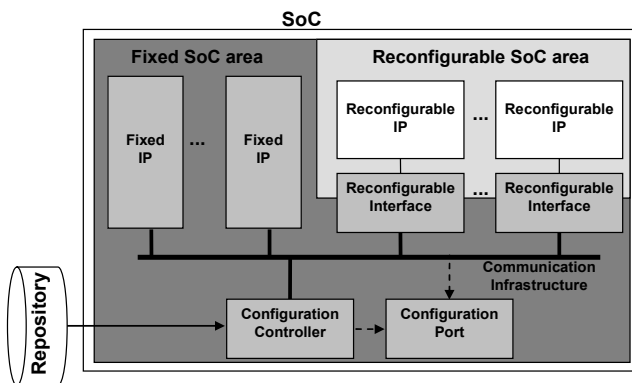 SoC
Fixed SoC area
Reconfigurable SoC area
Fixed
IP
...
Fixed
IP
Reconfigurable
IP
...
Reconfigurable
IP
Reconfigurable
Interface
...
Reconfigurable
Interface
Communication
Infrastructure
Repository
Configuration
Controller
Configuration
Port